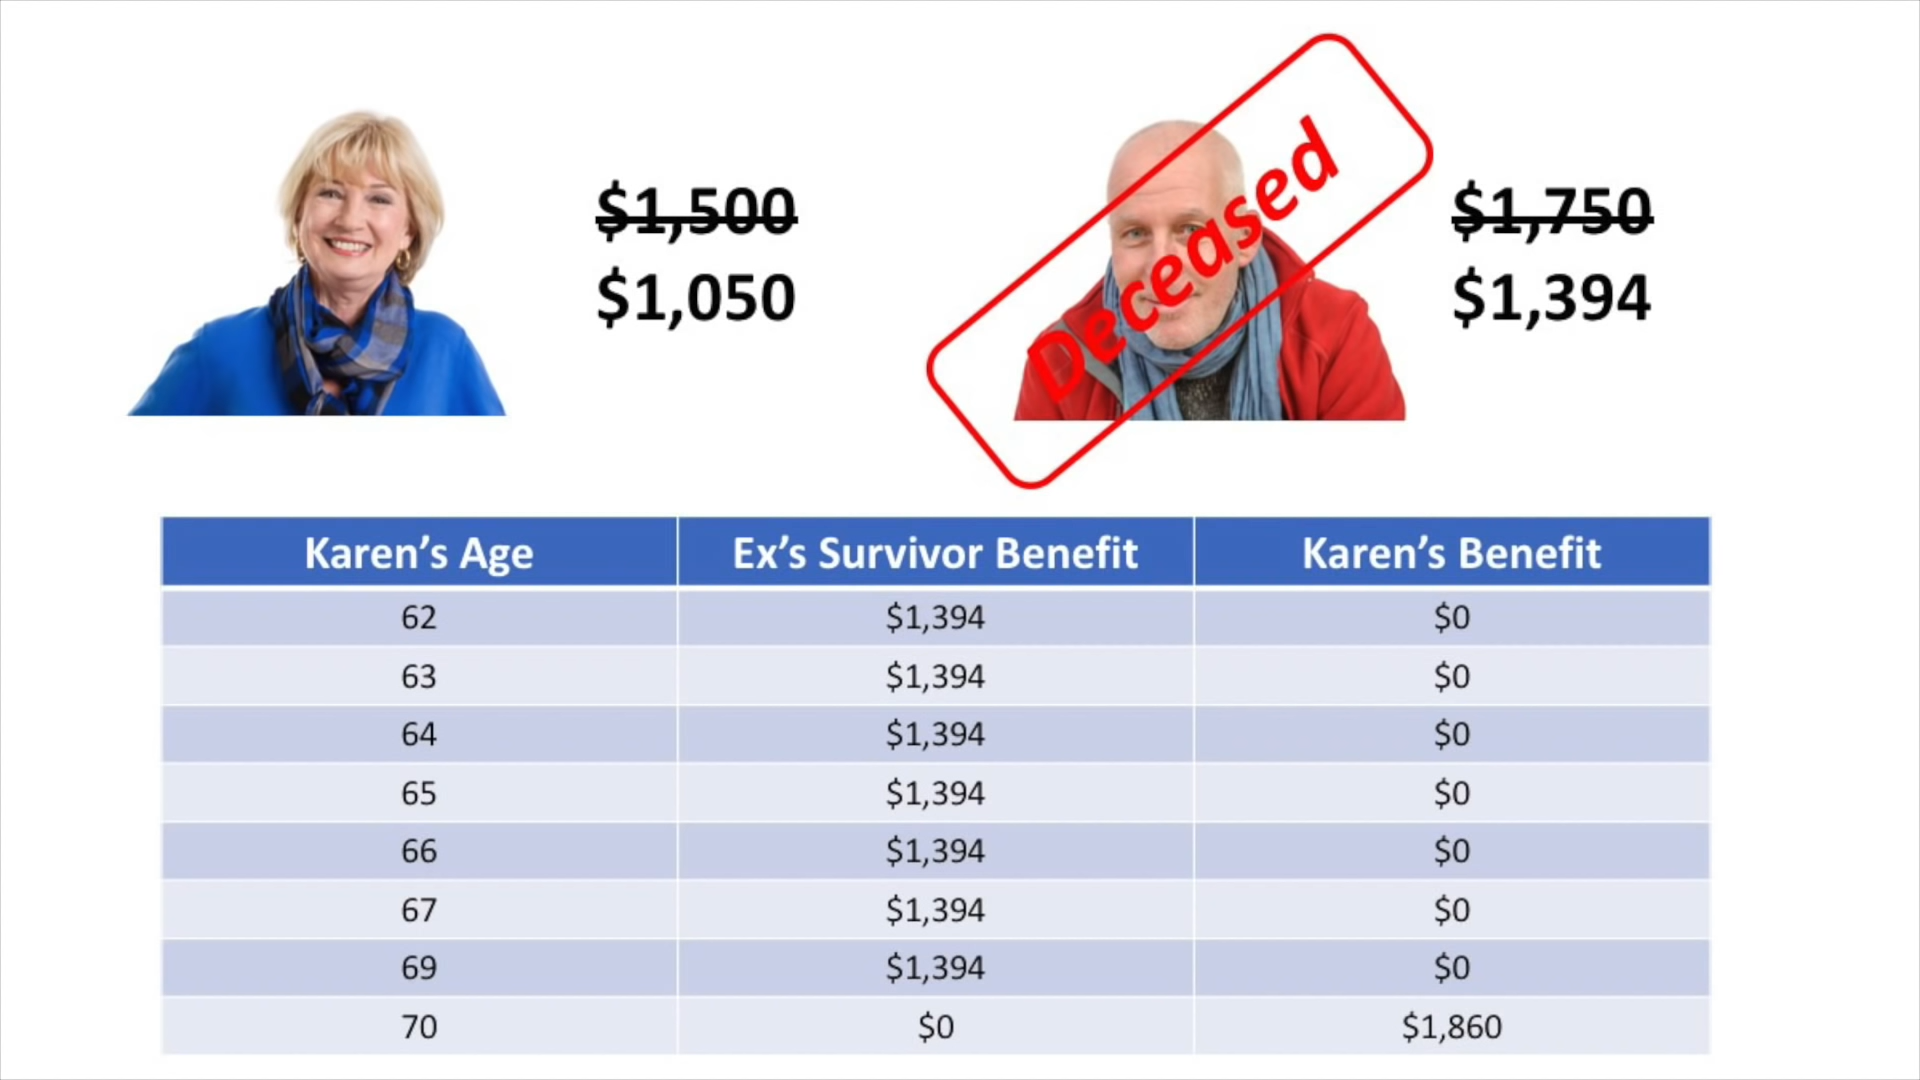 $1,500
$1,050
Deceased
$1,750
$1,394
Karen's Age Ex's Survivor Benefit Karen's Benefit
62 $1,394 $0
63 $1,394 $0
64 $1,394 $0
65 $1,394 $0
66 $1,394 $0
67 $1,394 $0
69 $1,394 $0
70 $0 $1,860